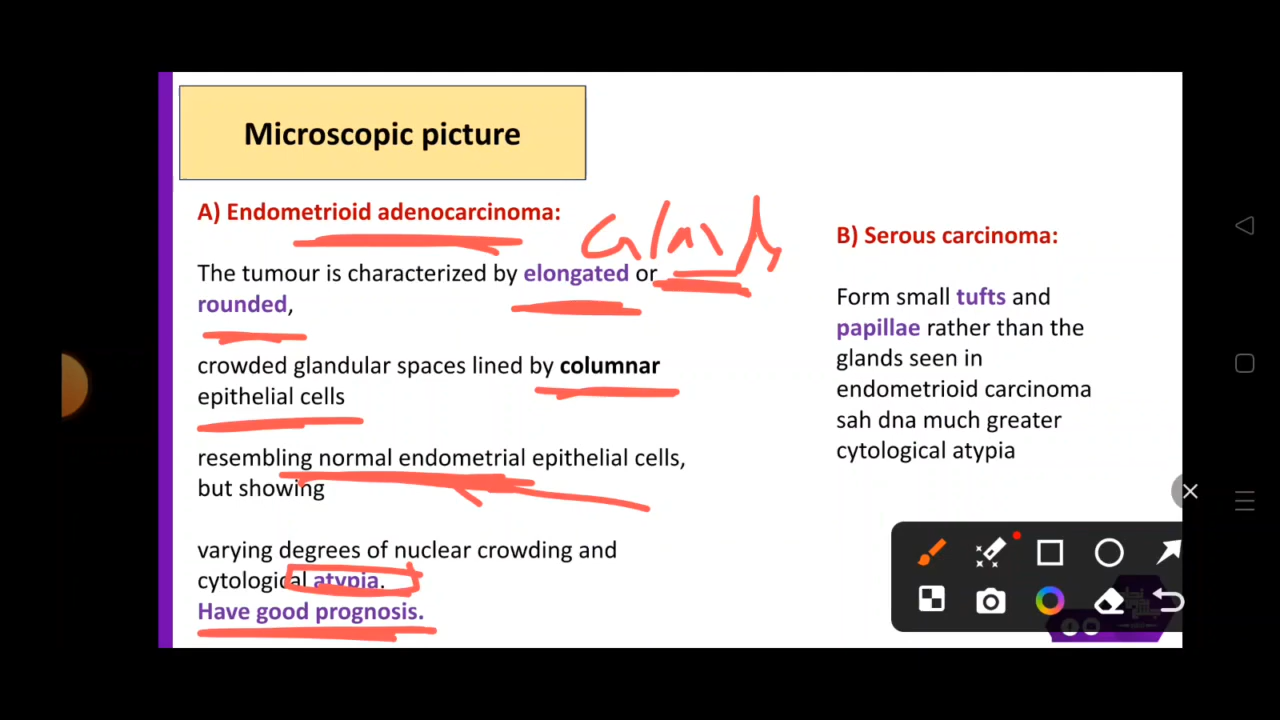 Microscopic picture
A) Endometrioid adenocarcinoma:
Glands
The tumour is characterized by elongated or
rounded,
crowded glandular spaces lined by columnar
epithelial cells
resembling normal endometrial epithelial cells,
but showing
varying degrees of nuclear crowding and
cytological atypia.
Have good prognosis.
B) Serous carcinoma:
Form small tufts and
papillae rather than the
glands seen in
endometrioid carcinoma
sah dna much greater
cytological atypia